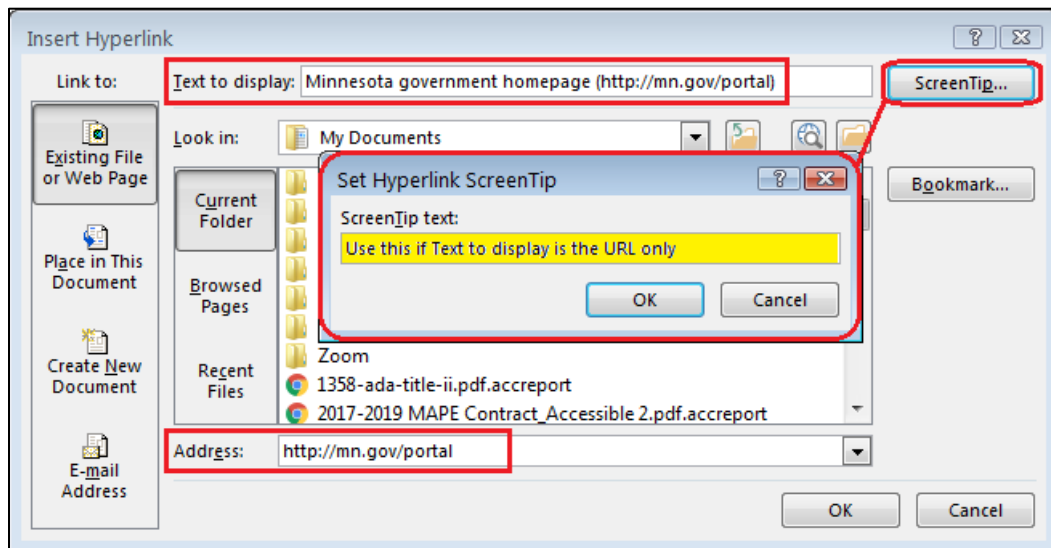 Insert Hyperlink
Link to:
Text to display: Minnesota government homepage (http://mn.gov/portal)
ScreenTip...
Existing File
or Web Page
Place in This
Document
Create New
Document
E-mail
Address
Look in:
My Documents
Current
Folder
Browsed
Pages
Recent
Files
Set Hyperlink ScreenTip
ScreenTip text:
Use this if Text to display is the URL only
OK
Cancel
Zoom
1358-ada-title-ii.pdf.accreport
2017-2019 MAPE Contract_Accessible 2.pdf.accreport
Bookmark...
Address:
http://mn.gov/portal
OK
Cancel